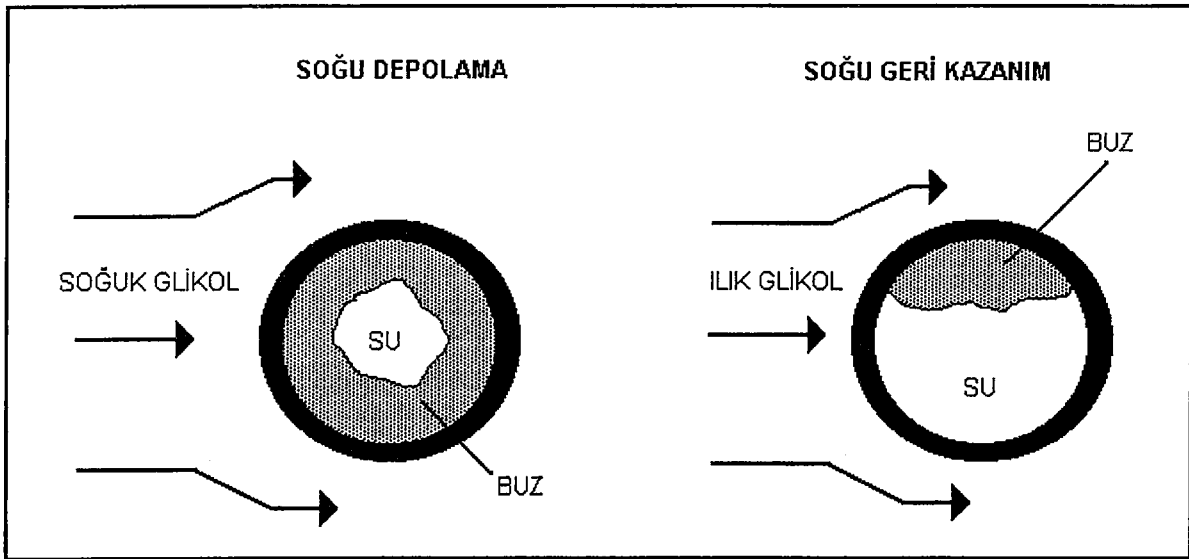 SOĞU DEPOLAMA
SOĞUK GLİKOL
SU
BUZ
SOĞU GERİ KAZANIM
BUZ
ILIK GLİKOL
SU